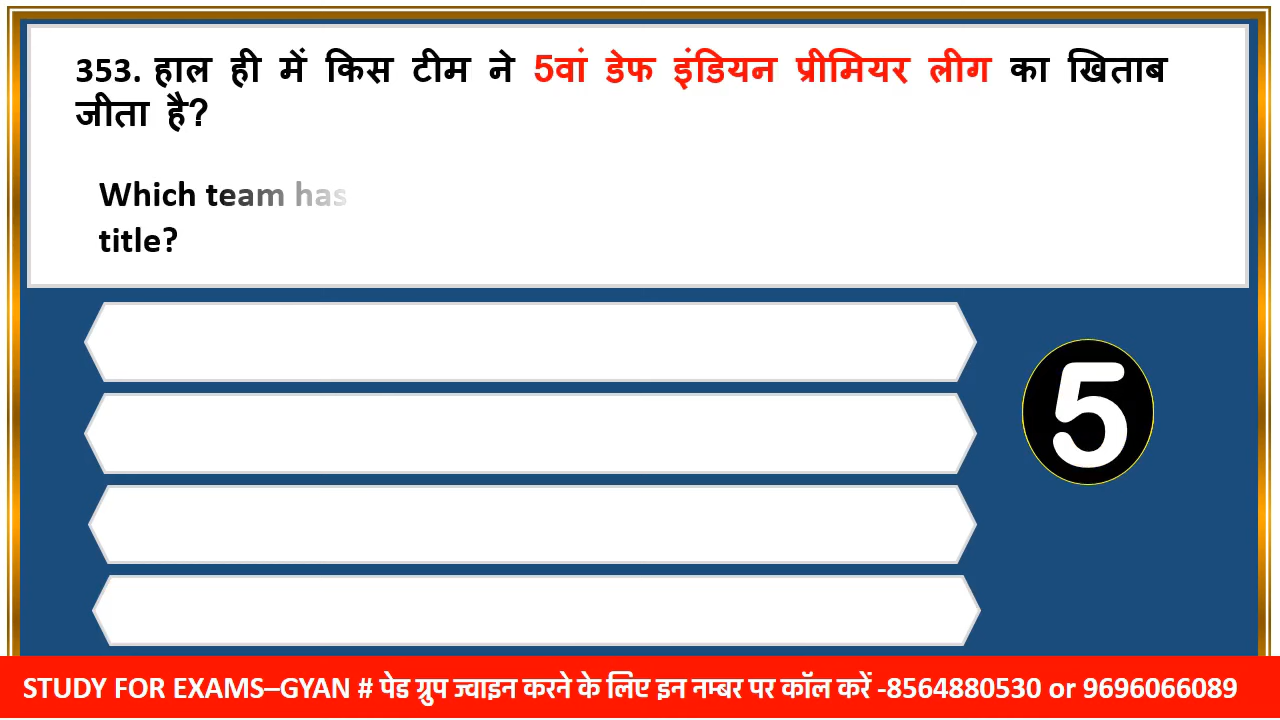 353. हाल ही में किस टीम ने 5वां डेफ इंडियन प्रीमियर लीग का खिताब
जीता है?
Which team has
title?
5
STUDY FOR EXAMS–GYAN # पेड ग्रुप ज्वाइन करने के लिए इन नम्बर पर कॉल करें -8564880530 or 9696066089